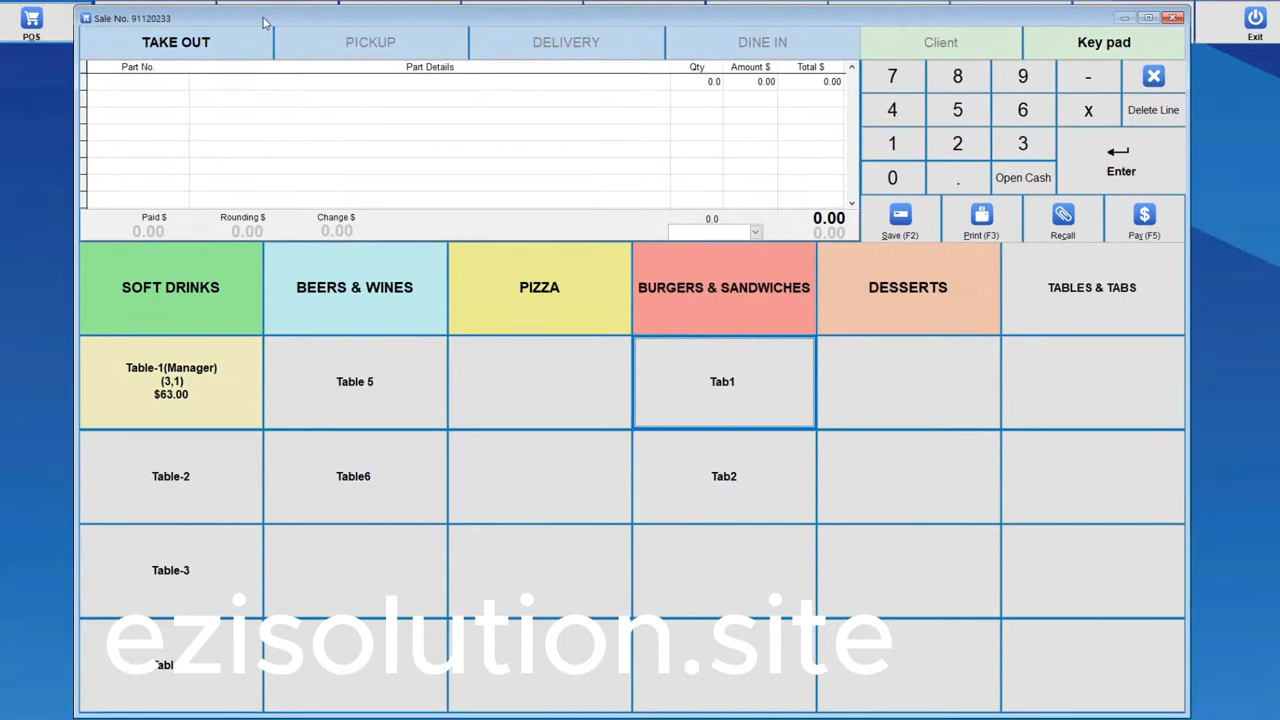 POS
Sale No. 91120233
Exit
TAKE OUT
PICKUP
DELIVERY
DINE IN
Client
Key pad
Part No.
Part Details
Qty
Amount $
Total $
0.0
0.00
0.00
7
8
9
-
4
5
6
x
Delete Line
1
2
3
Enter
0
.
Open Cash
Paid $
Rounding $
Change $
0.0
0.00
0.00
0.00
0.00
0.00
Save (F2)
Print (F3)
Recall
Pay (F5)
SOFT DRINKS
BEERS & WINES
PIZZA
BURGERS & SANDWICHES
DESSERTS
TABLES & TABS
Table-1(Manager)
(3,1)
$63.00
Table 5
Tab1
Table-2
Table6
Tab2
Table-3
ezisolution.site